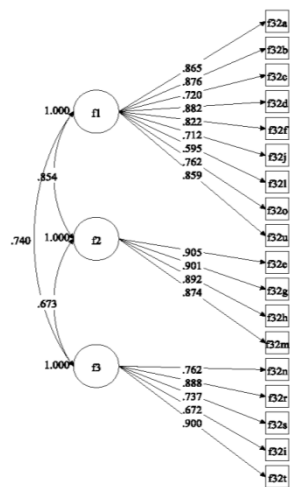 f32a
.865
f32b
.876
1.000
f1
.720
f32c
.882
f32d
.822
f32f
.712
f32j
.595
f32l
.762
f32o
.859
f32u
.854
.740
1.000
f2
.905
f32e
.901
f32g
.892
f32h
.874
f32m
.673
1.000
f3
.762
f32n
.888
f32r
.737
f32s
.672
f32i
.900
f32t